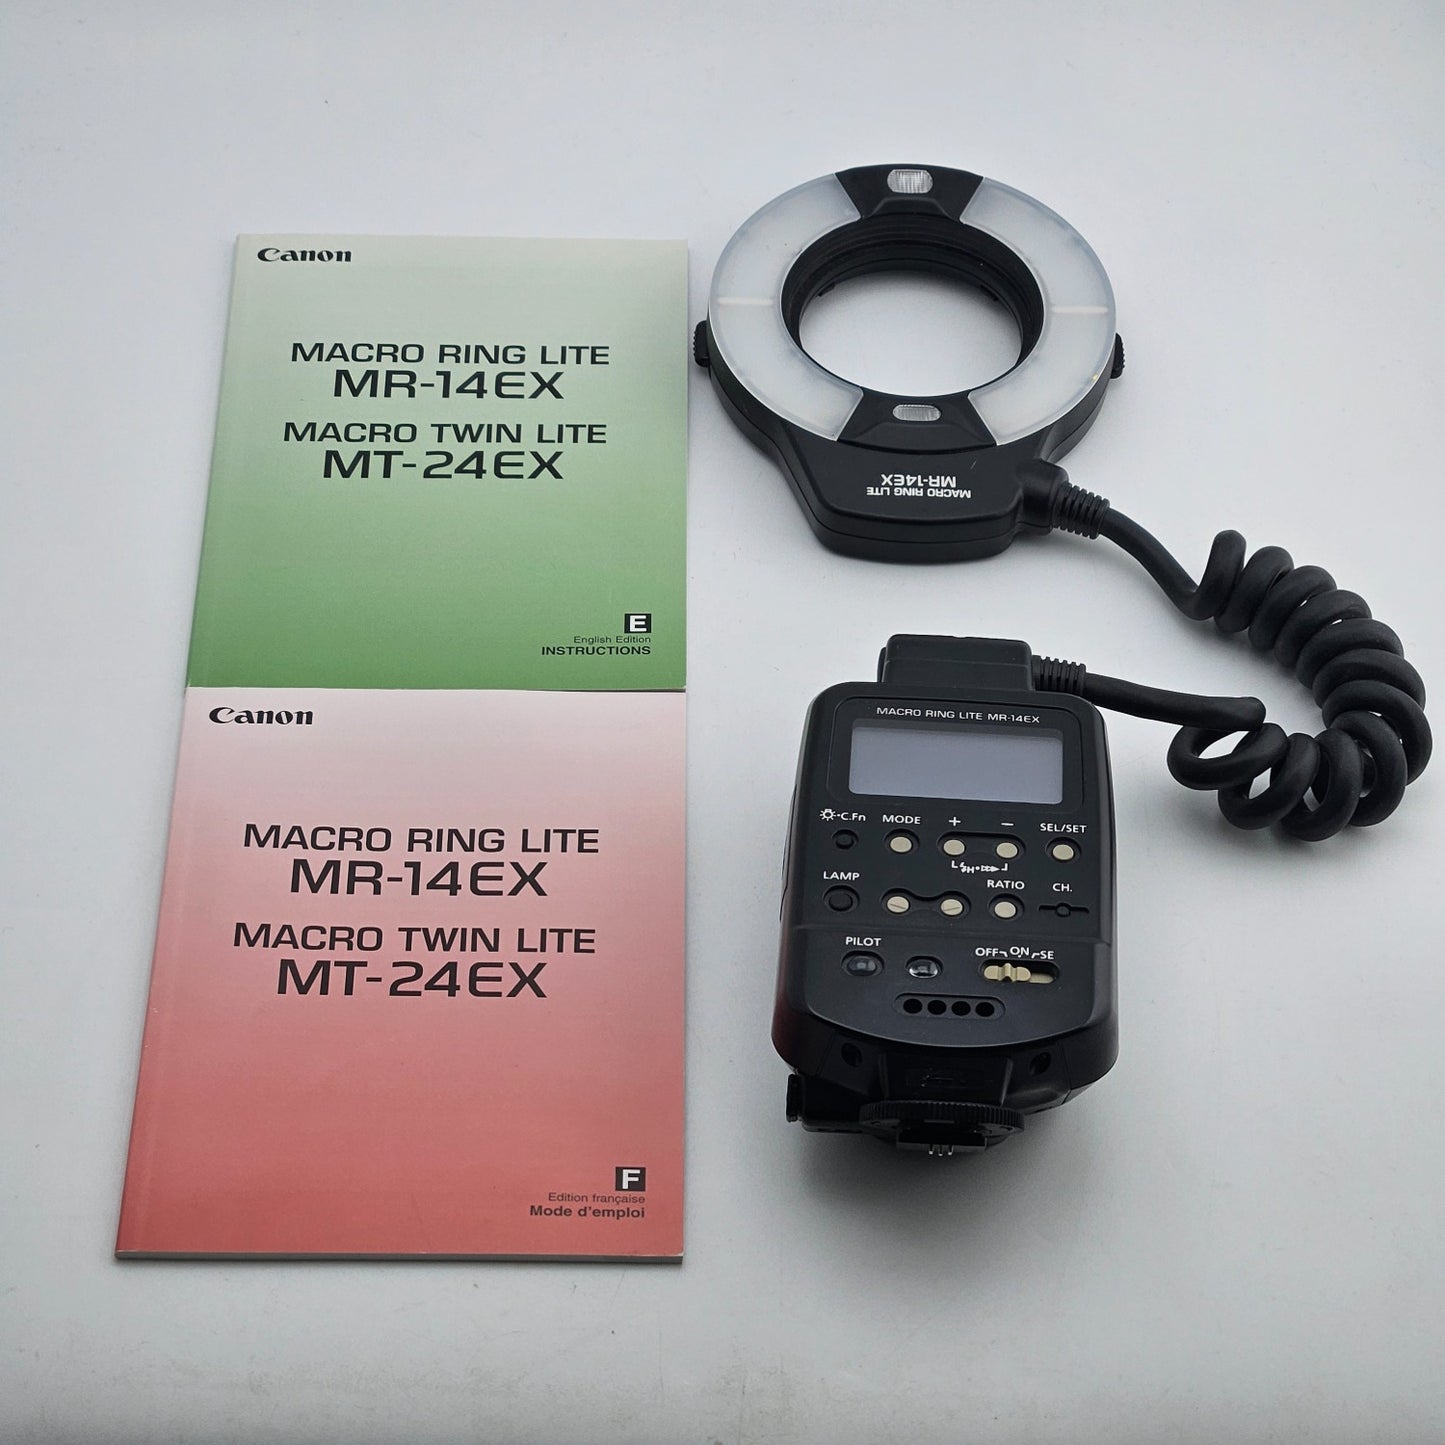 Canon
MACRO RING LITE
MR-14EX
MACRO TWIN LITE
MT-24EX
E
English Edition
INSTRUCTIONS
Canon
MACRO RING LITE
MR-14EX
MACRO TWIN LITE
MT-24EX
F
Edition française
Mode d'emploi
MACRO RING LITE
MR-14EX
MACRO RING LITE MR-14EX
C.Fn MODE + − SEL/SET
H
LAMP RATIO CH.
PILOT OFF ON SE